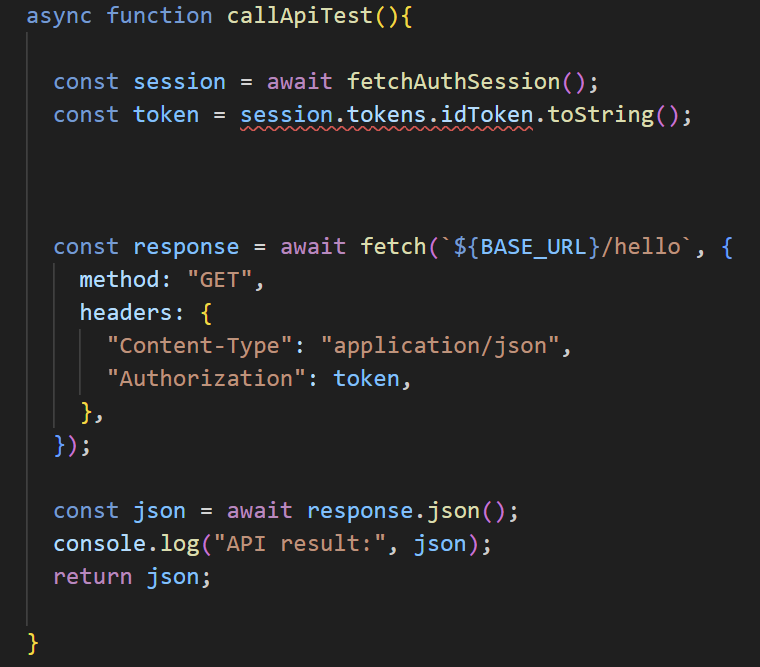 async function callApiTest(){
const session = await fetchAuthSession();
const token = session.tokens.idToken.toString();
const response = await fetch(`${BASE_URL}/hello`, {
method: "GET",
headers: {
"Content-Type": "application/json",
"Authorization": token,
},
});
const json = await response.json();
console.log("API result:", json);
return json;
}